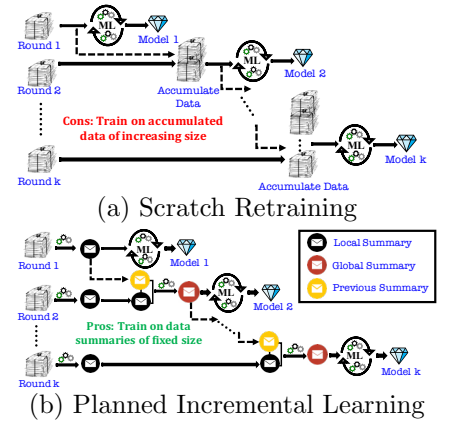 Round 1
ML
Model 1
Round 2
Accumulate
Data
ML
Model 2
Cons: Train on accumulated
data of increasing size
Round k
ML
Model k
Accumulate Data
(a) Scratch Retraining
Round 1
ML
Model 1
Local Summary
Global Summary
Previous Summary
Round 2
ML
Model 2
Pros: Train on data
summaries of fixed size
Round k
ML
Model k
(b) Planned Incremental Learning